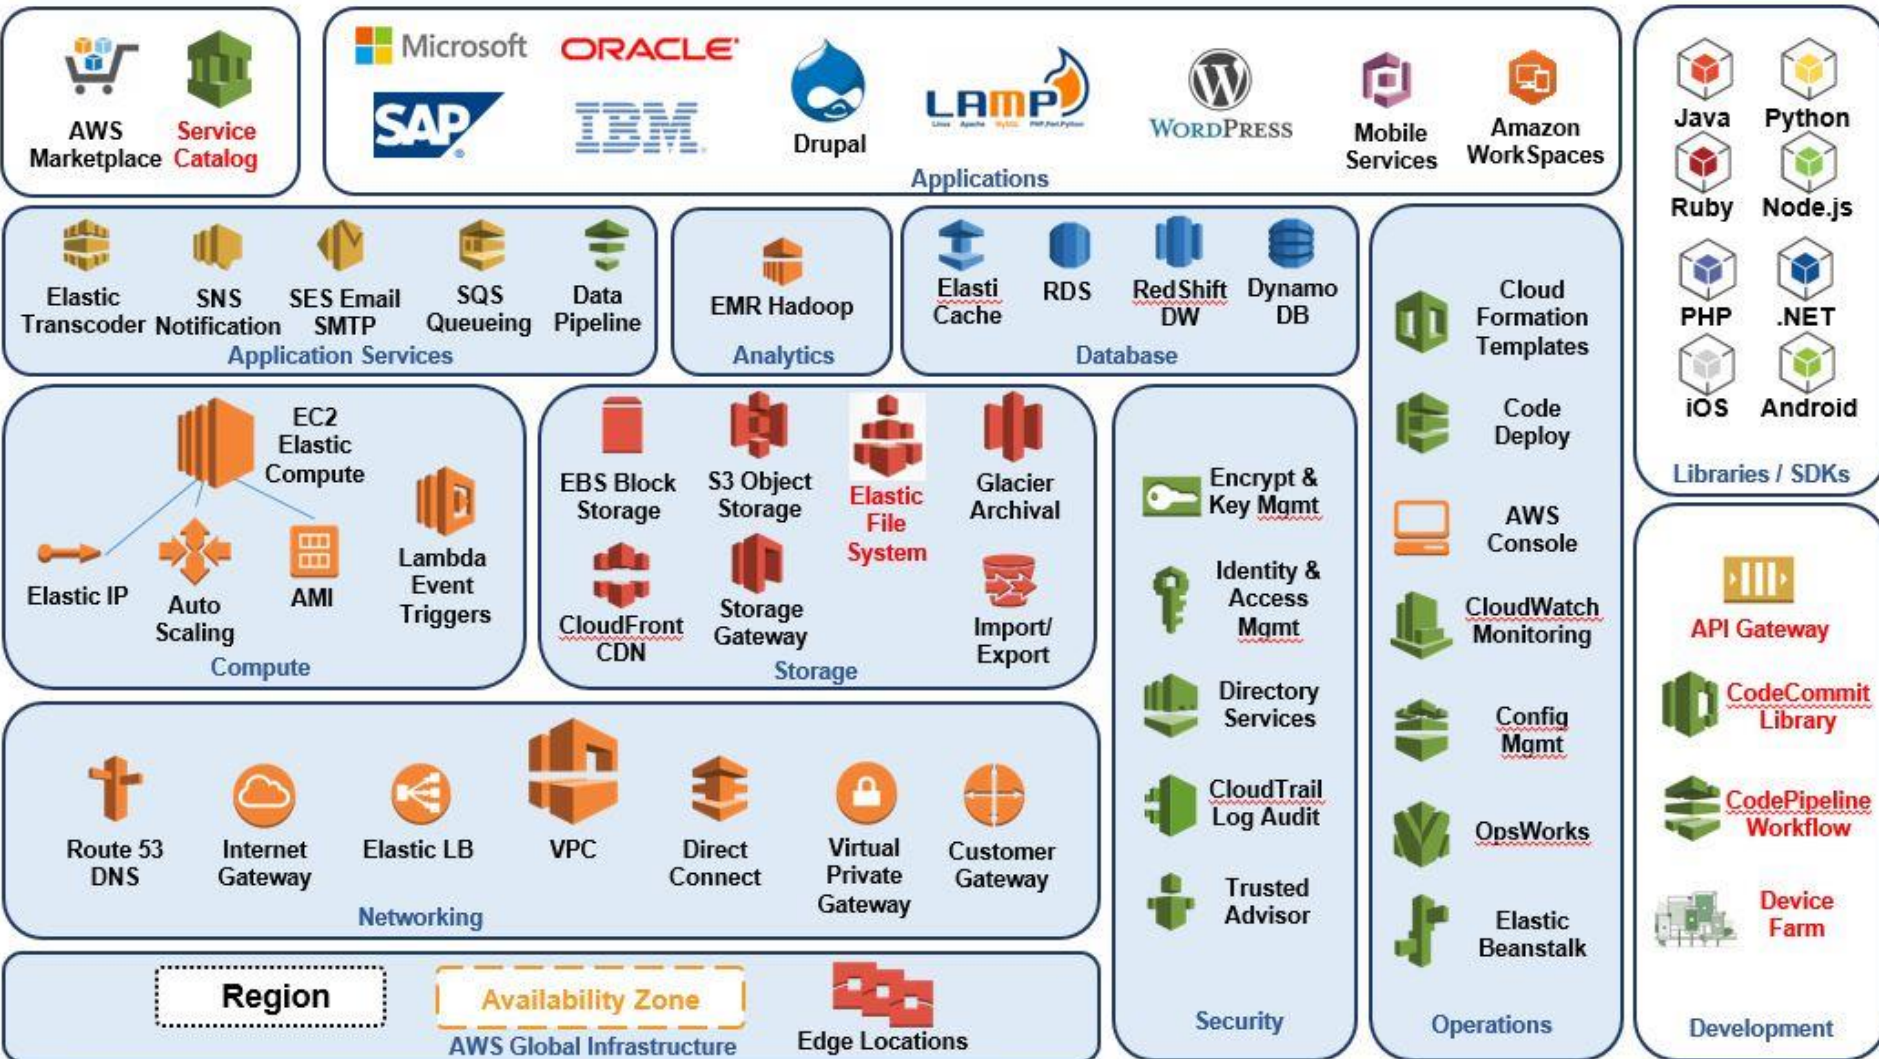 AWS
Marketplace
Service
Catalog
Microsoft
ORACLE
SAP
IBM
Drupal
LAMP
Linux Apache MySQL PHP,Perl,Python
WORDPRESS
Mobile
Services
Amazon
WorkSpaces
Applications
Java
Python
Ruby
Node.js
PHP
.NET
iOS
Android
Libraries / SDKs
Elastic
Transcoder
SNS
Notification
SES Email
SMTP
SQS
Queueing
Data
Pipeline
Application Services
EMR Hadoop
Analytics
Elasti
Cache
RDS
RedShift
DW
Dynamo
DB
Database
EC2
Elastic
Compute
Elastic IP
Auto
Scaling
AMI
Lambda
Event
Triggers
Compute
EBS Block
Storage
S3 Object
Storage
Elastic
File
System
Glacier
Archival
CloudFront
CDN
Storage
Gateway
Import/
Export
Storage
Encrypt &
Key Mgmt
Identity &
Access
Mgmt
Directory
Services
CloudTrail
Log Audit
Trusted
Advisor
Security
Cloud
Formation
Templates
Code
Deploy
AWS
Console
CloudWatch
Monitoring
Config
Mgmt
OpsWorks
Elastic
Beanstalk
Operations
API Gateway
CodeCommit
Library
CodePipeline
Workflow
Device
Farm
Development
Route 53
DNS
Internet
Gateway
Elastic LB
VPC
Direct
Connect
Virtual
Private
Gateway
Customer
Gateway
Networking
Region
Availability Zone
Edge Locations
AWS Global Infrastructure